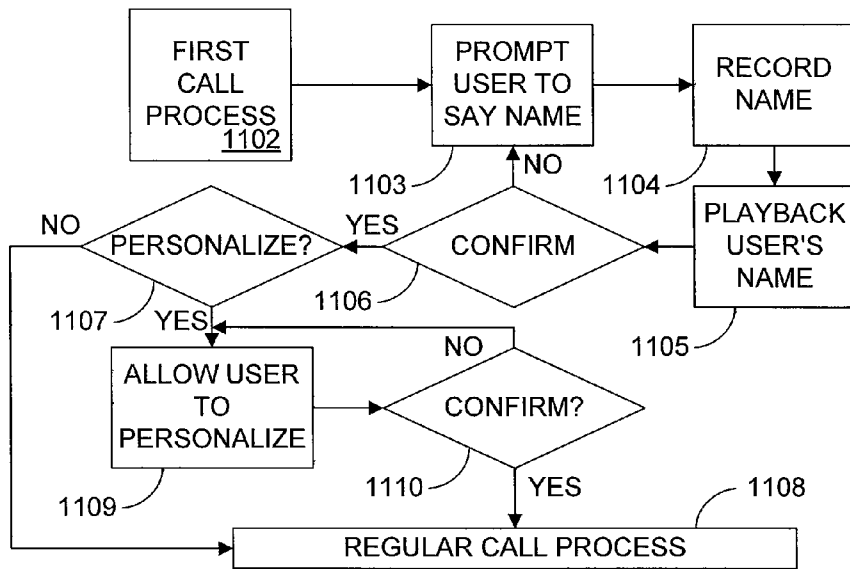 FIRST
CALL
PROCESS
1102
PROMPT
USER TO
SAY NAME
RECORD
NAME
1103
NO
1104
NO
PERSONALIZE?
YES
CONFIRM
PLAYBACK
USER'S
NAME
1107
YES
1106
1105
NO
ALLOW USER
TO
PERSONALIZE
CONFIRM?
1109
1110
YES
1108
REGULAR CALL PROCESS